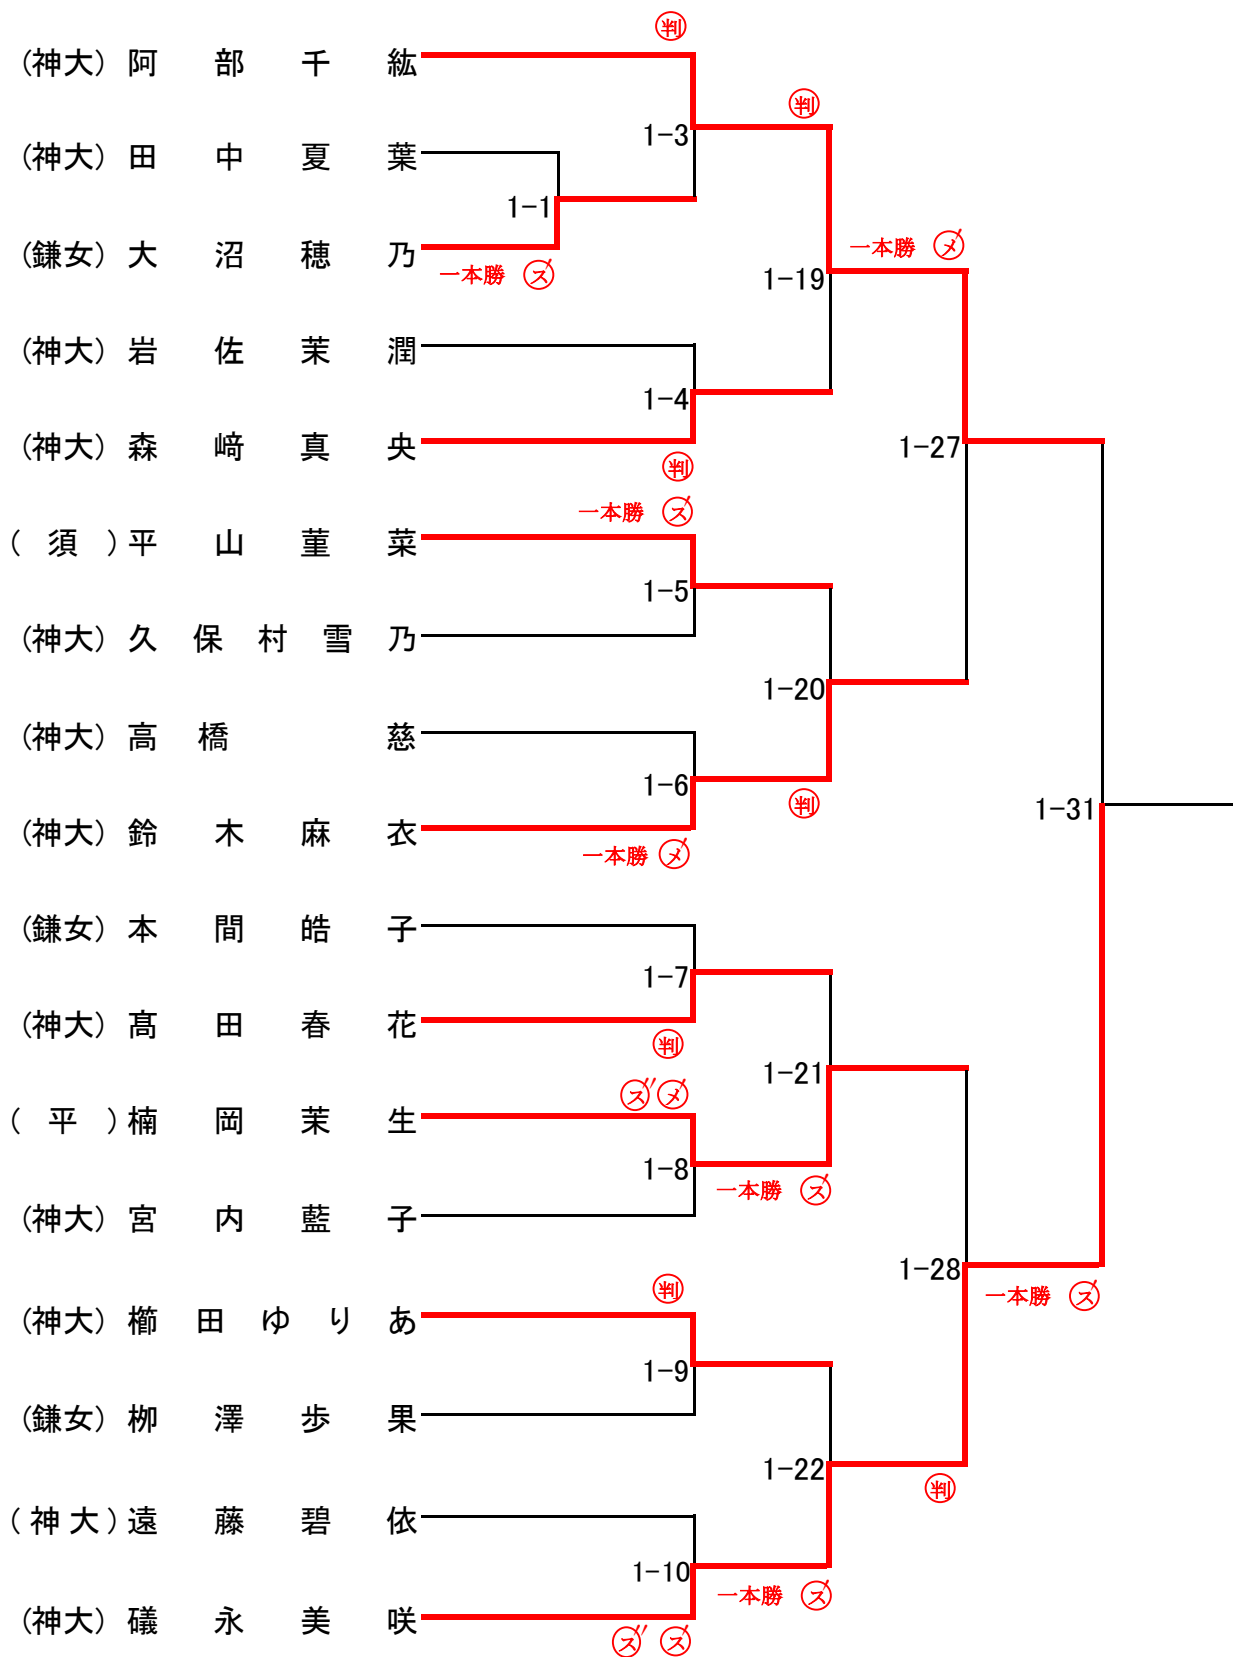 判
(神大) 阿部千紘
判
1-3
(神大) 田中夏葉
1-1
(鎌女) 大沼穂乃
一本勝 ス
一本勝 メ
1-19
(神大) 岩佐茉潤
1-4
(神大) 森﨑真央
1-27
判
一本勝 ス
(須) 平山菫菜
1-5
(神大) 久保村雪乃
1-20
(神大) 高橋慈
1-6
判
1-31
(神大) 鈴木麻衣
一本勝 メ
(鎌女) 本間皓子
1-7
(神大) 髙田春花
判
1-21
ス メ
(平) 楠岡茉生
1-8
一本勝 ス
(神大) 宮内藍子
1-28
判
一本勝 ス
(神大) 櫛田ゆりあ
1-9
(鎌女) 栁澤歩果
1-22
判
(神大) 遠藤碧依
1-10
一本勝 ス
(神大) 礒永美咲
ス ス